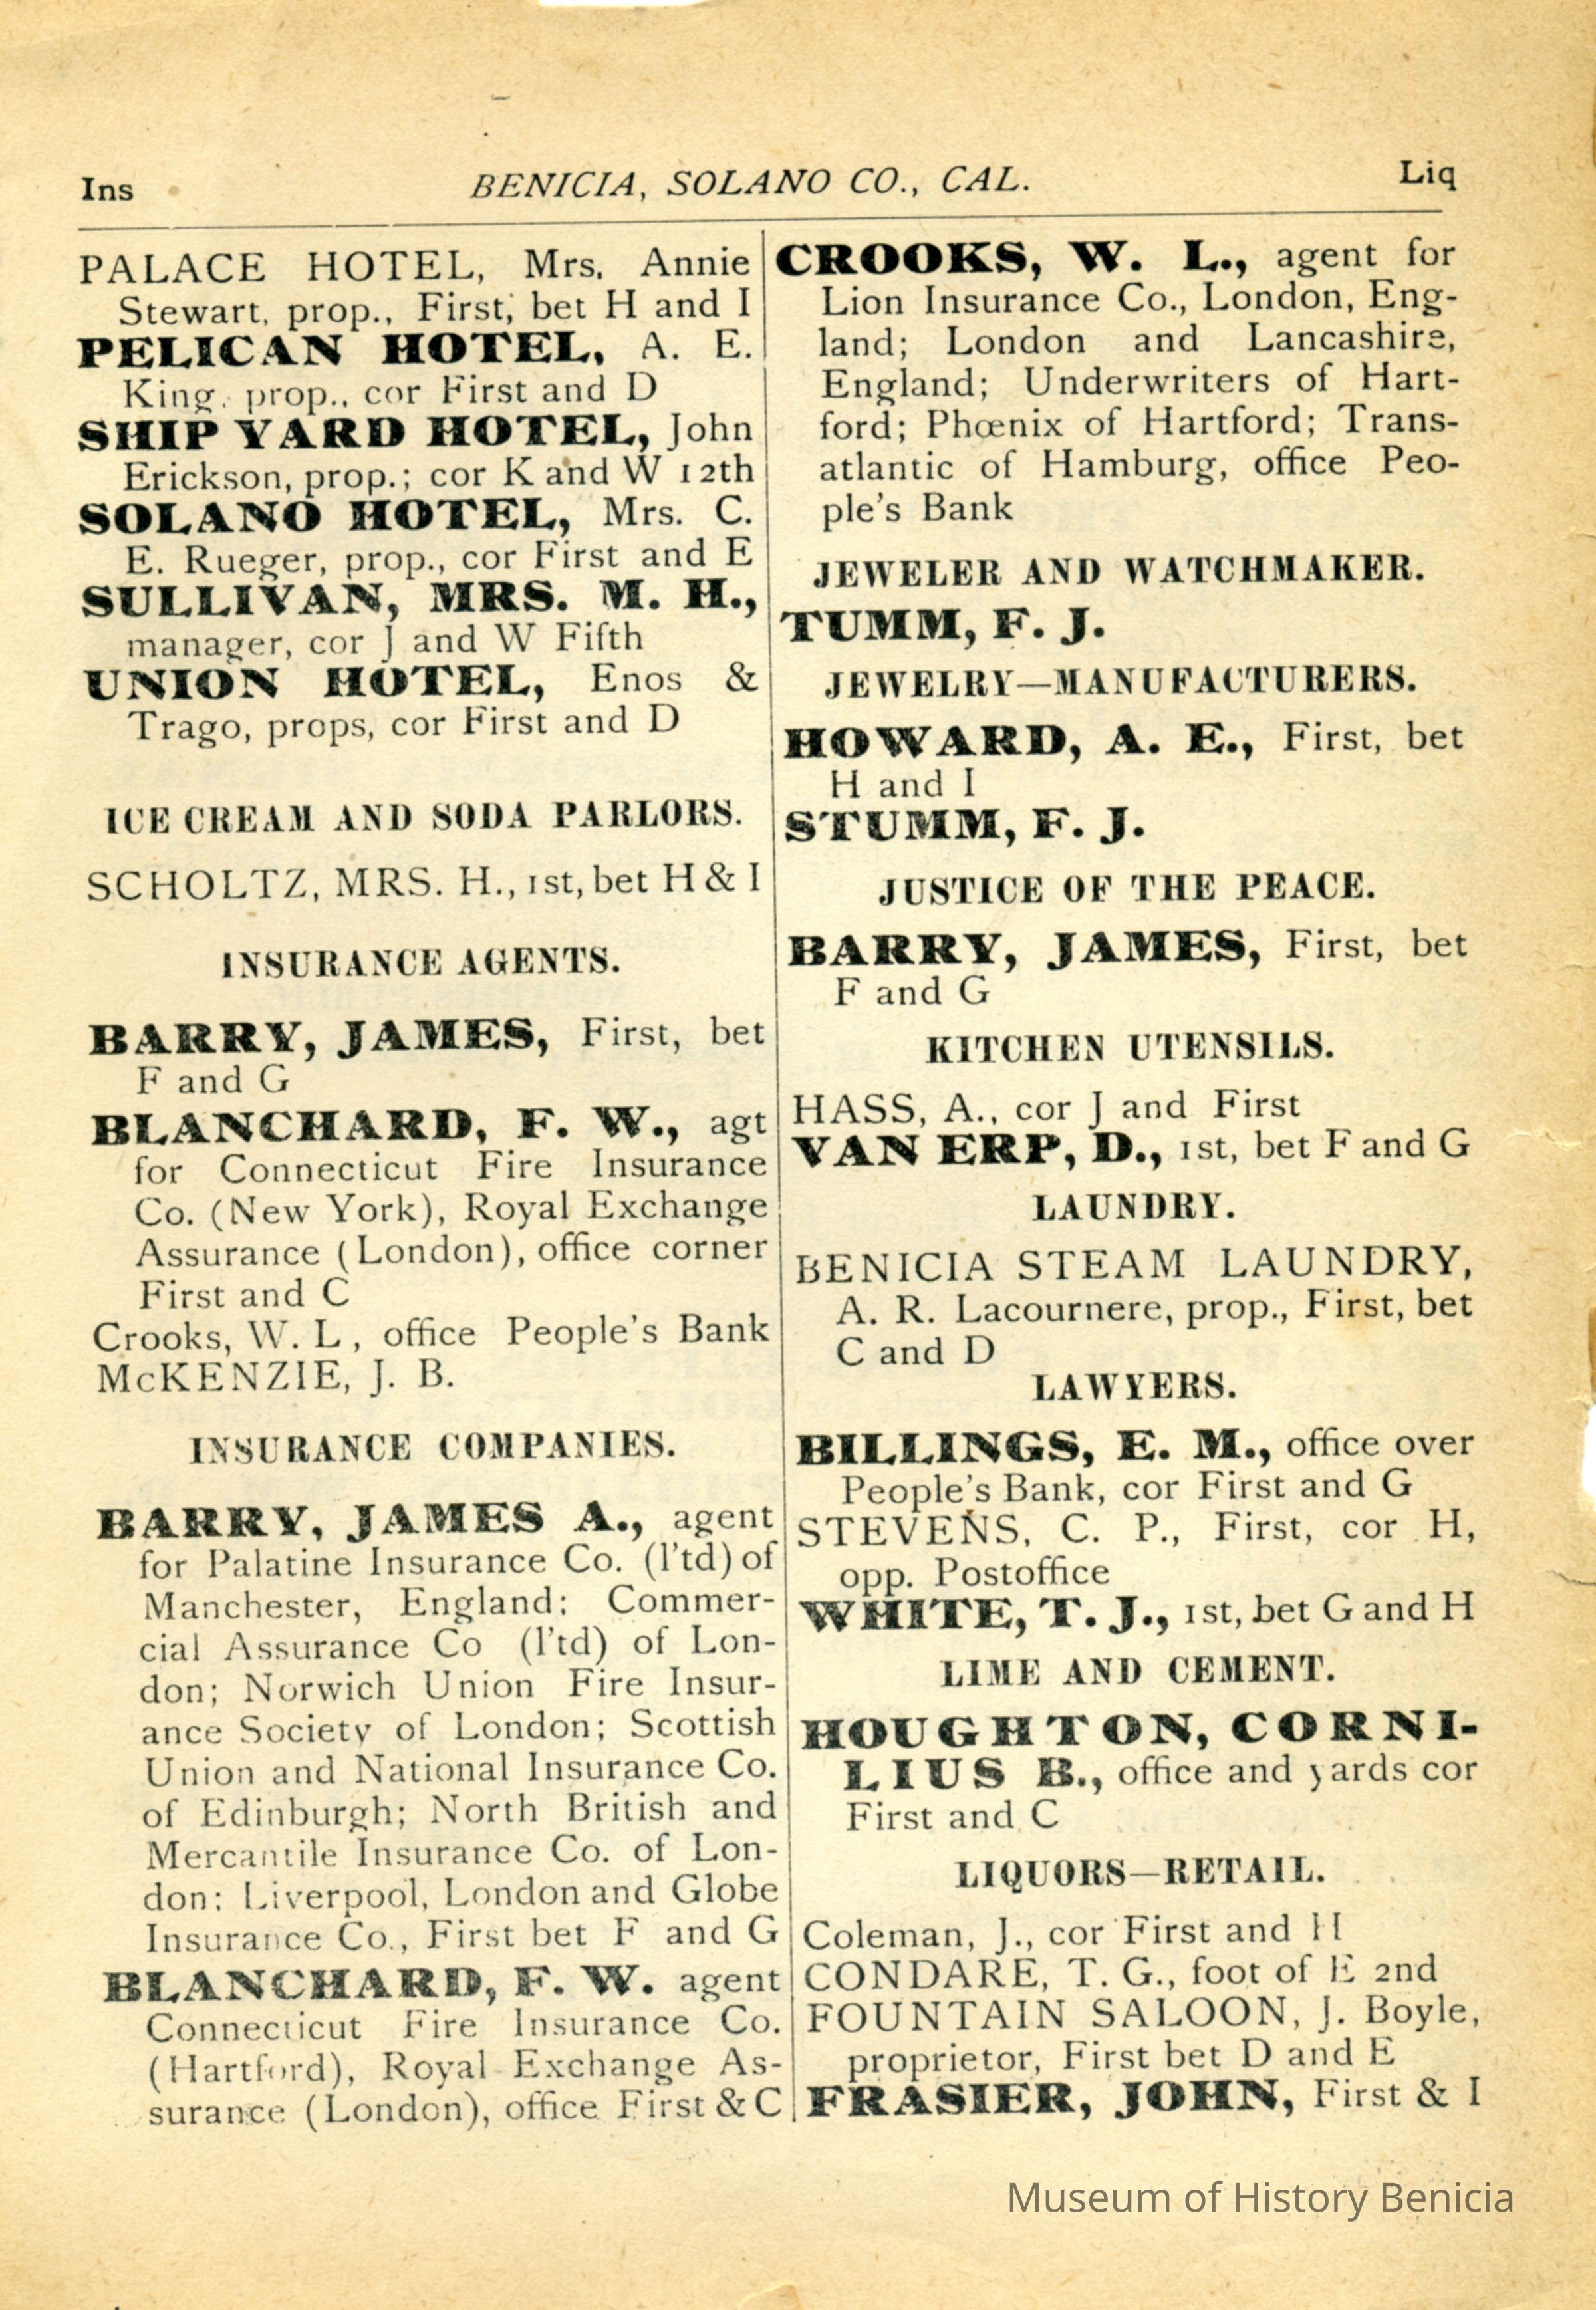 Ins BENICIA, SOLANO CO., CAL. Liq
PALACE HOTEL, Mrs. Annie
Stewart, prop., First, bet H and I
PELICAN HOTEL, A. E.
King, prop., cor First and D
SHIP YARD HOTEL, John
Erickson, prop.; cor K and W 12th
SOLANO HOTEL, Mrs. C.
E. Rueger, prop., cor First and E
SULLIVAN, MRS. M. H.,
manager, cor J and W Fifth
UNION HOTEL, Enos &
Trago, props, cor First and D
ICE CREAM AND SODA PARLORS.
SCHOLTZ, MRS. H., 1st, bet H & I
INSURANCE AGENTS.
BARRY, JAMES, First, bet
F and G
BLANCHARD, F. W., agt
for Connecticut Fire Insurance
Co. (New York), Royal Exchange
Assurance (London), office corner
First and C
Crooks, W. L, office People's Bank
McKENZIE, J. B.
INSURANCE COMPANIES.
BARRY, JAMES A., agent
for Palatine Insurance Co. (l'td) of
Manchester, England; Commer-
cial Assurance Co (l'td) of Lon-
don; Norwich Union Fire Insur-
ance Society of London; Scottish
Union and National Insurance Co.
of Edinburgh; North British and
Mercantile Insurance Co. of Lon-
don; Liverpool, London and Globe
Insurance Co., First bet F and G
BLANCHARD, F. W. agent
Connecticut Fire Insurance Co.
(Hartford), Royal Exchange As-
surance (London), office First & C
CROOKS, W. L., agent for
Lion Insurance Co., London, Eng-
land; London and Lancashire,
England; Underwriters of Hart-
ford; Phœnix of Hartford; Trans-
atlantic of Hamburg, office Peo-
ple's Bank
JEWELER AND WATCHMAKER.
TUMM, F. J.
JEWELRY—MANUFACTURERS.
HOWARD, A. E., First, bet
H and I
STUMM, F. J.
JUSTICE OF THE PEACE.
BARRY, JAMES, First, bet
F and G
KITCHEN UTENSILS.
HASS, A., cor J and First
VAN ERP, D., 1st, bet F and G
LAUNDRY.
BENICIA STEAM LAUNDRY,
A. R. Lacournere, prop., First, bet
C and D
LAWYERS.
BILLINGS, E. M., office over
People's Bank, cor First and G
STEVENS, C. P., First, cor H,
opp. Postoffice
WHITE, T. J., 1st, bet G and H
LIME AND CEMENT.
HOUGHTON, CORNI-
LIUS B., office and yards cor
First and C
LIQUORS—RETAIL.
Coleman, J., cor First and H
CONDARE, T. G., foot of E 2nd
FOUNTAIN SALOON, J. Boyle,
proprietor, First bet D and E
FRASIER, JOHN, First & I
Museum of History Benicia